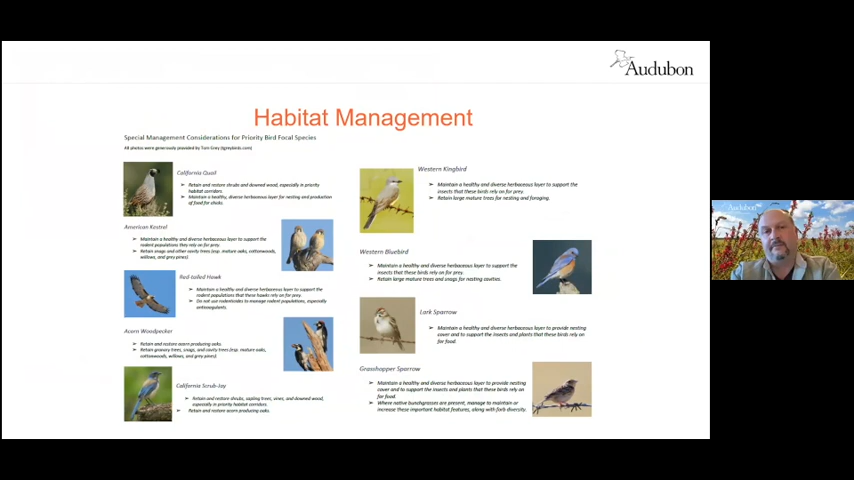 Audubon
Habitat Management
Special Management Considerations for Priority Bird Focal Species
All photos were generously provided by Tom Grey (tgreybirds.com)
California Quail
➢ Retain and restore shrubs and downed wood, especially in priority
habitat corridors.
➢ Maintain a healthy, diverse herbaceous layer for nesting and production
of food for chicks.
American Kestrel
➢ Maintain a healthy and diverse herbaceous layer to support the
rodent populations they rely on for prey.
➢ Retain snags and other cavity trees (esp. mature oaks, cottonwoods,
willows, and grey pines).
Red-tailed Hawk
➢ Maintain a healthy and diverse herbaceous layer to support the
rodent populations that these hawks rely on for prey.
➢ Do not use rodenticides to manage rodent populations, especially
anticoagulants.
Acorn Woodpecker
➢ Retain and restore acorn producing oaks.
➢ Retain granary trees, snags, and cavity trees (esp. mature oaks,
cottonwoods, willows, and grey pines).
California Scrub-Jay
➢ Retain and restore shrubs, sapling trees, vines, and downed wood,
especially in priority habitat corridors.
➢ Retain and restore acorn producing oaks.
Western Kingbird
➢ Maintain a healthy and diverse herbaceous layer to support the
insects that these birds rely on for prey.
➢ Retain large mature trees for nesting and foraging.
Western Bluebird
➢ Maintain a healthy and diverse herbaceous layer to support the
insects that these birds rely on for prey.
➢ Retain large mature trees and snags for nesting cavities.
Lark Sparrow
➢ Maintain a healthy and diverse herbaceous layer to provide nesting
cover and to support the insects and plants that these birds rely on
for food.
Grasshopper Sparrow
➢ Maintain a healthy and diverse herbaceous layer to provide nesting
cover and to support the insects and plants that these birds rely on
for food.
➢ Where native bunchgrasses are present, manage to maintain or
increase these important habitat features, along with forb diversity.
Audubon